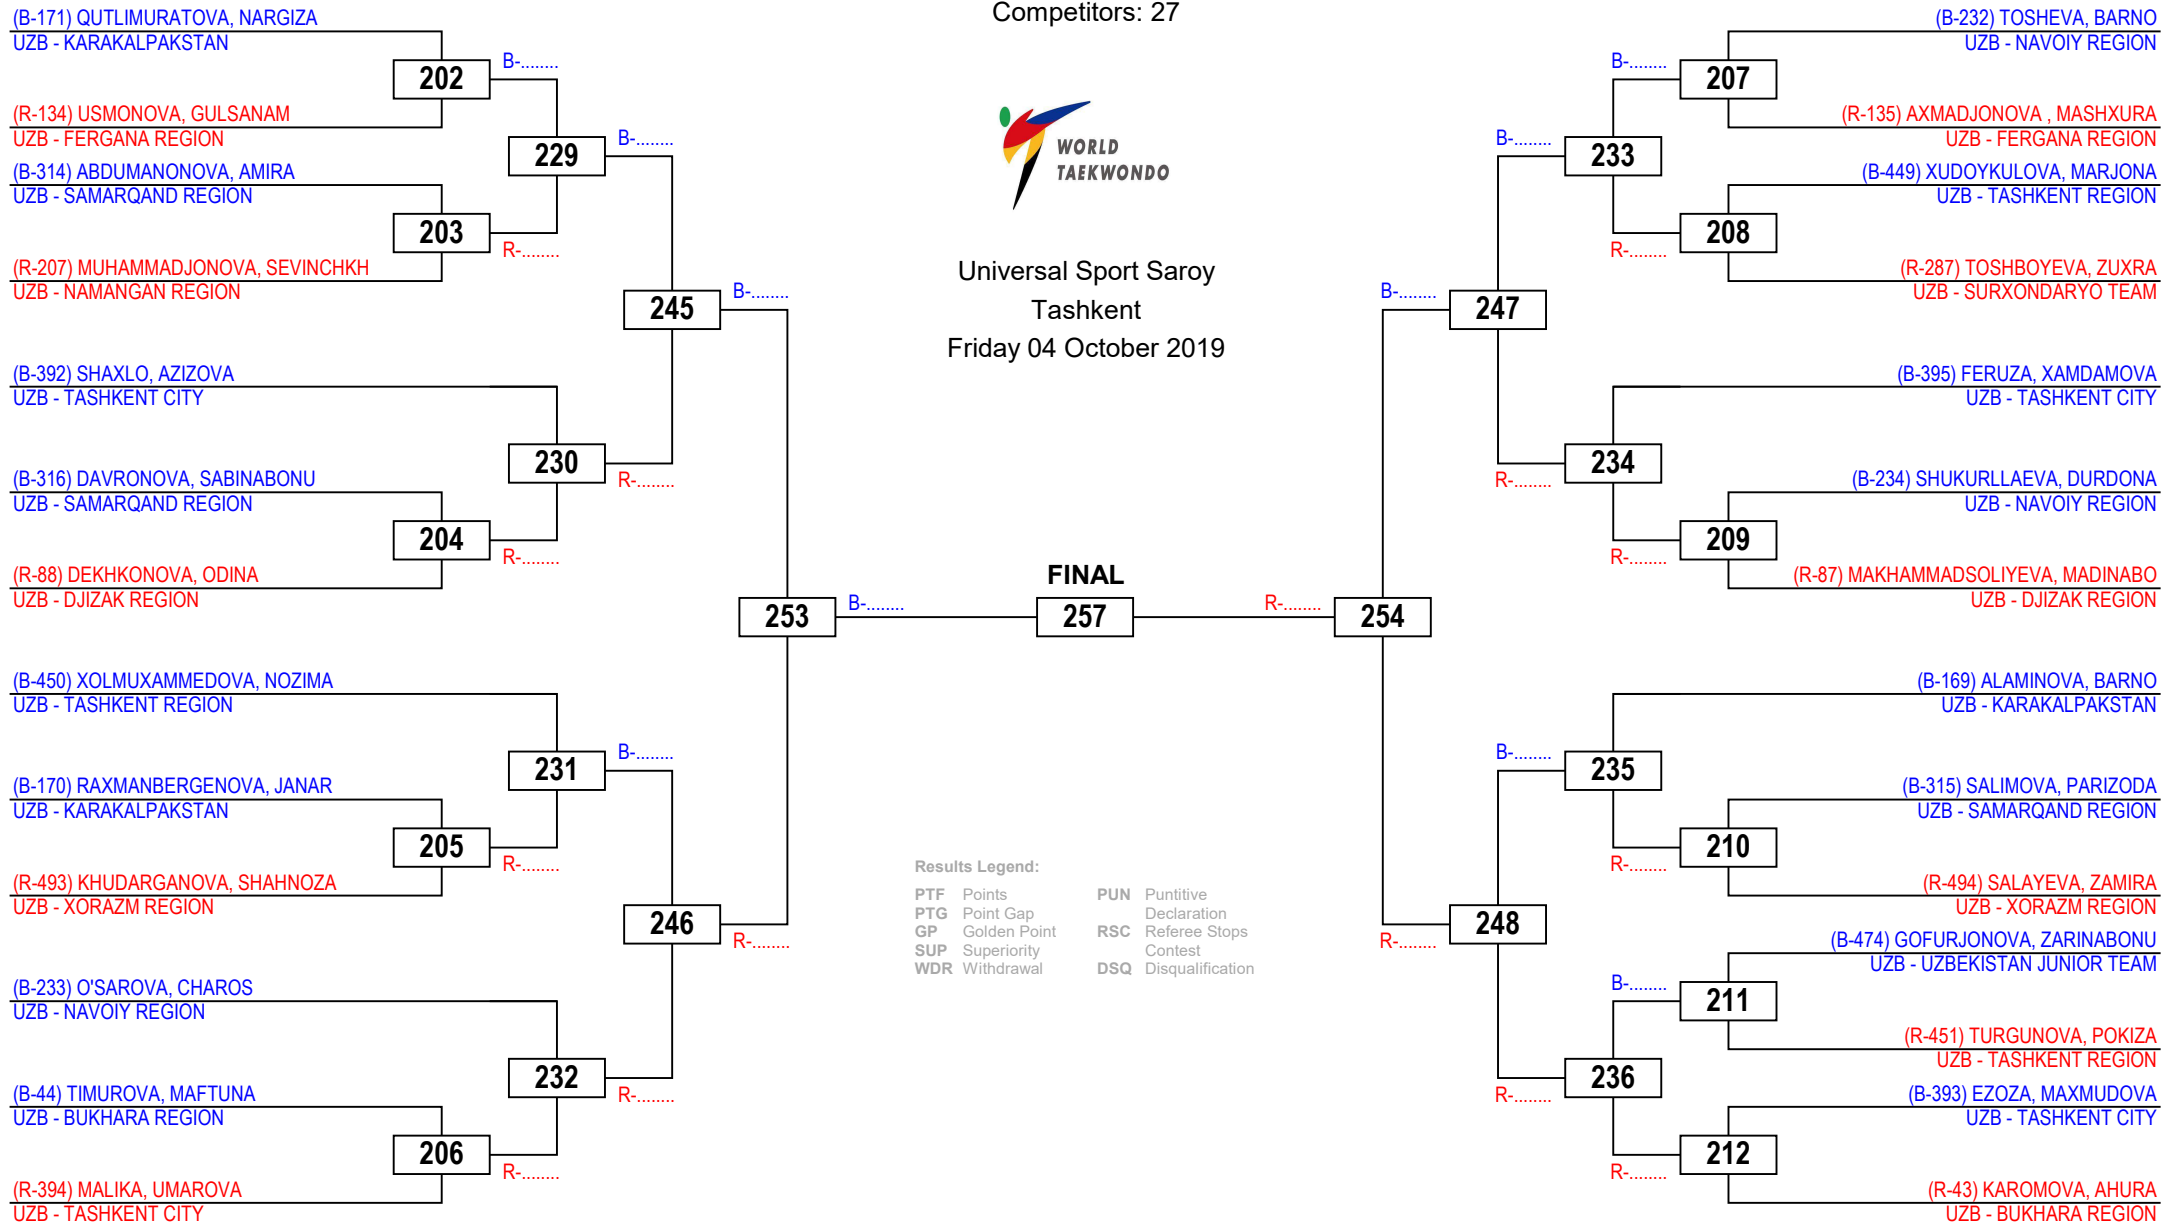 Competitors: 27
WORLD
TAEKWONDO
Universal Sport Saroy
Tashkent
Friday 04 October 2019
(B-171) QUTLIMURATOVA, NARGIZA
UZB - KARAKALPAKSTAN
202
B-........
(R-134) USMONOVA, GULSANAM
UZB - FERGANA REGION
229
B-........
(B-314) ABDUMANONOVA, AMIRA
UZB - SAMARQAND REGION
203
R-........
(R-207) MUHAMMADJONOVA, SEVINCHKH
UZB - NAMANGAN REGION
245
B-........
(B-392) SHAXLO, AZIZOVA
UZB - TASHKENT CITY
230
R-........
(B-316) DAVRONOVA, SABINABONU
UZB - SAMARQAND REGION
204
R-........
(R-88) DEKHKONOVA, ODINA
UZB - DJIZAK REGION
253
B-........
(B-450) XOLMUXAMMEDOVA, NOZIMA
UZB - TASHKENT REGION
231
B-........
(B-170) RAXMANBERGENOVA, JANAR
UZB - KARAKALPAKSTAN
205
R-........
(R-493) KHUDARGANOVA, SHAHNOZA
UZB - XORAZM REGION
246
R-........
(B-233) O'SAROVA, CHAROS
UZB - NAVOIY REGION
232
R-........
(B-44) TIMUROVA, MAFTUNA
UZB - BUKHARA REGION
206
R-........
(R-394) MALIKA, UMAROVA
UZB - TASHKENT CITY
FINAL
257
Results Legend:
PTF Points
PTG Point Gap
GP Golden Point
SUP Superiority
WDR Withdrawal
PUN Puntitive
Declaration
RSC Referee Stops
Contest
DSQ Disqualification
(B-232) TOSHEVA, BARNO
UZB - NAVOIY REGION
B-........
207
(R-135) AXMADJONOVA , MASHXURA
UZB - FERGANA REGION
B-........
233
(B-449) XUDOYKULOVA, MARJONA
UZB - TASHKENT REGION
208
R-........
(R-287) TOSHBOYEVA, ZUXRA
UZB - SURXONDARYO TEAM
B-........
247
(B-395) FERUZA, XAMDAMOVA
UZB - TASHKENT CITY
234
R-........
(B-234) SHUKURLLAEVA, DURDONA
UZB - NAVOIY REGION
209
R-........
(R-87) MAKHAMMADSOLIYEVA, MADINABO
UZB - DJIZAK REGION
R-........
254
(B-169) ALAMINOVA, BARNO
UZB - KARAKALPAKSTAN
B-........
235
(B-315) SALIMOVA, PARIZODA
UZB - SAMARQAND REGION
210
R-........
(R-494) SALAYEVA, ZAMIRA
UZB - XORAZM REGION
248
R-........
(B-474) GOFURJONOVA, ZARINABONU
UZB - UZBEKISTAN JUNIOR TEAM
B-........
211
(R-451) TURGUNOVA, POKIZA
UZB - TASHKENT REGION
236
R-........
(B-393) EZOZA, MAXMUDOVA
UZB - TASHKENT CITY
212
R-........
(R-43) KAROMOVA, AHURA
UZB - BUKHARA REGION